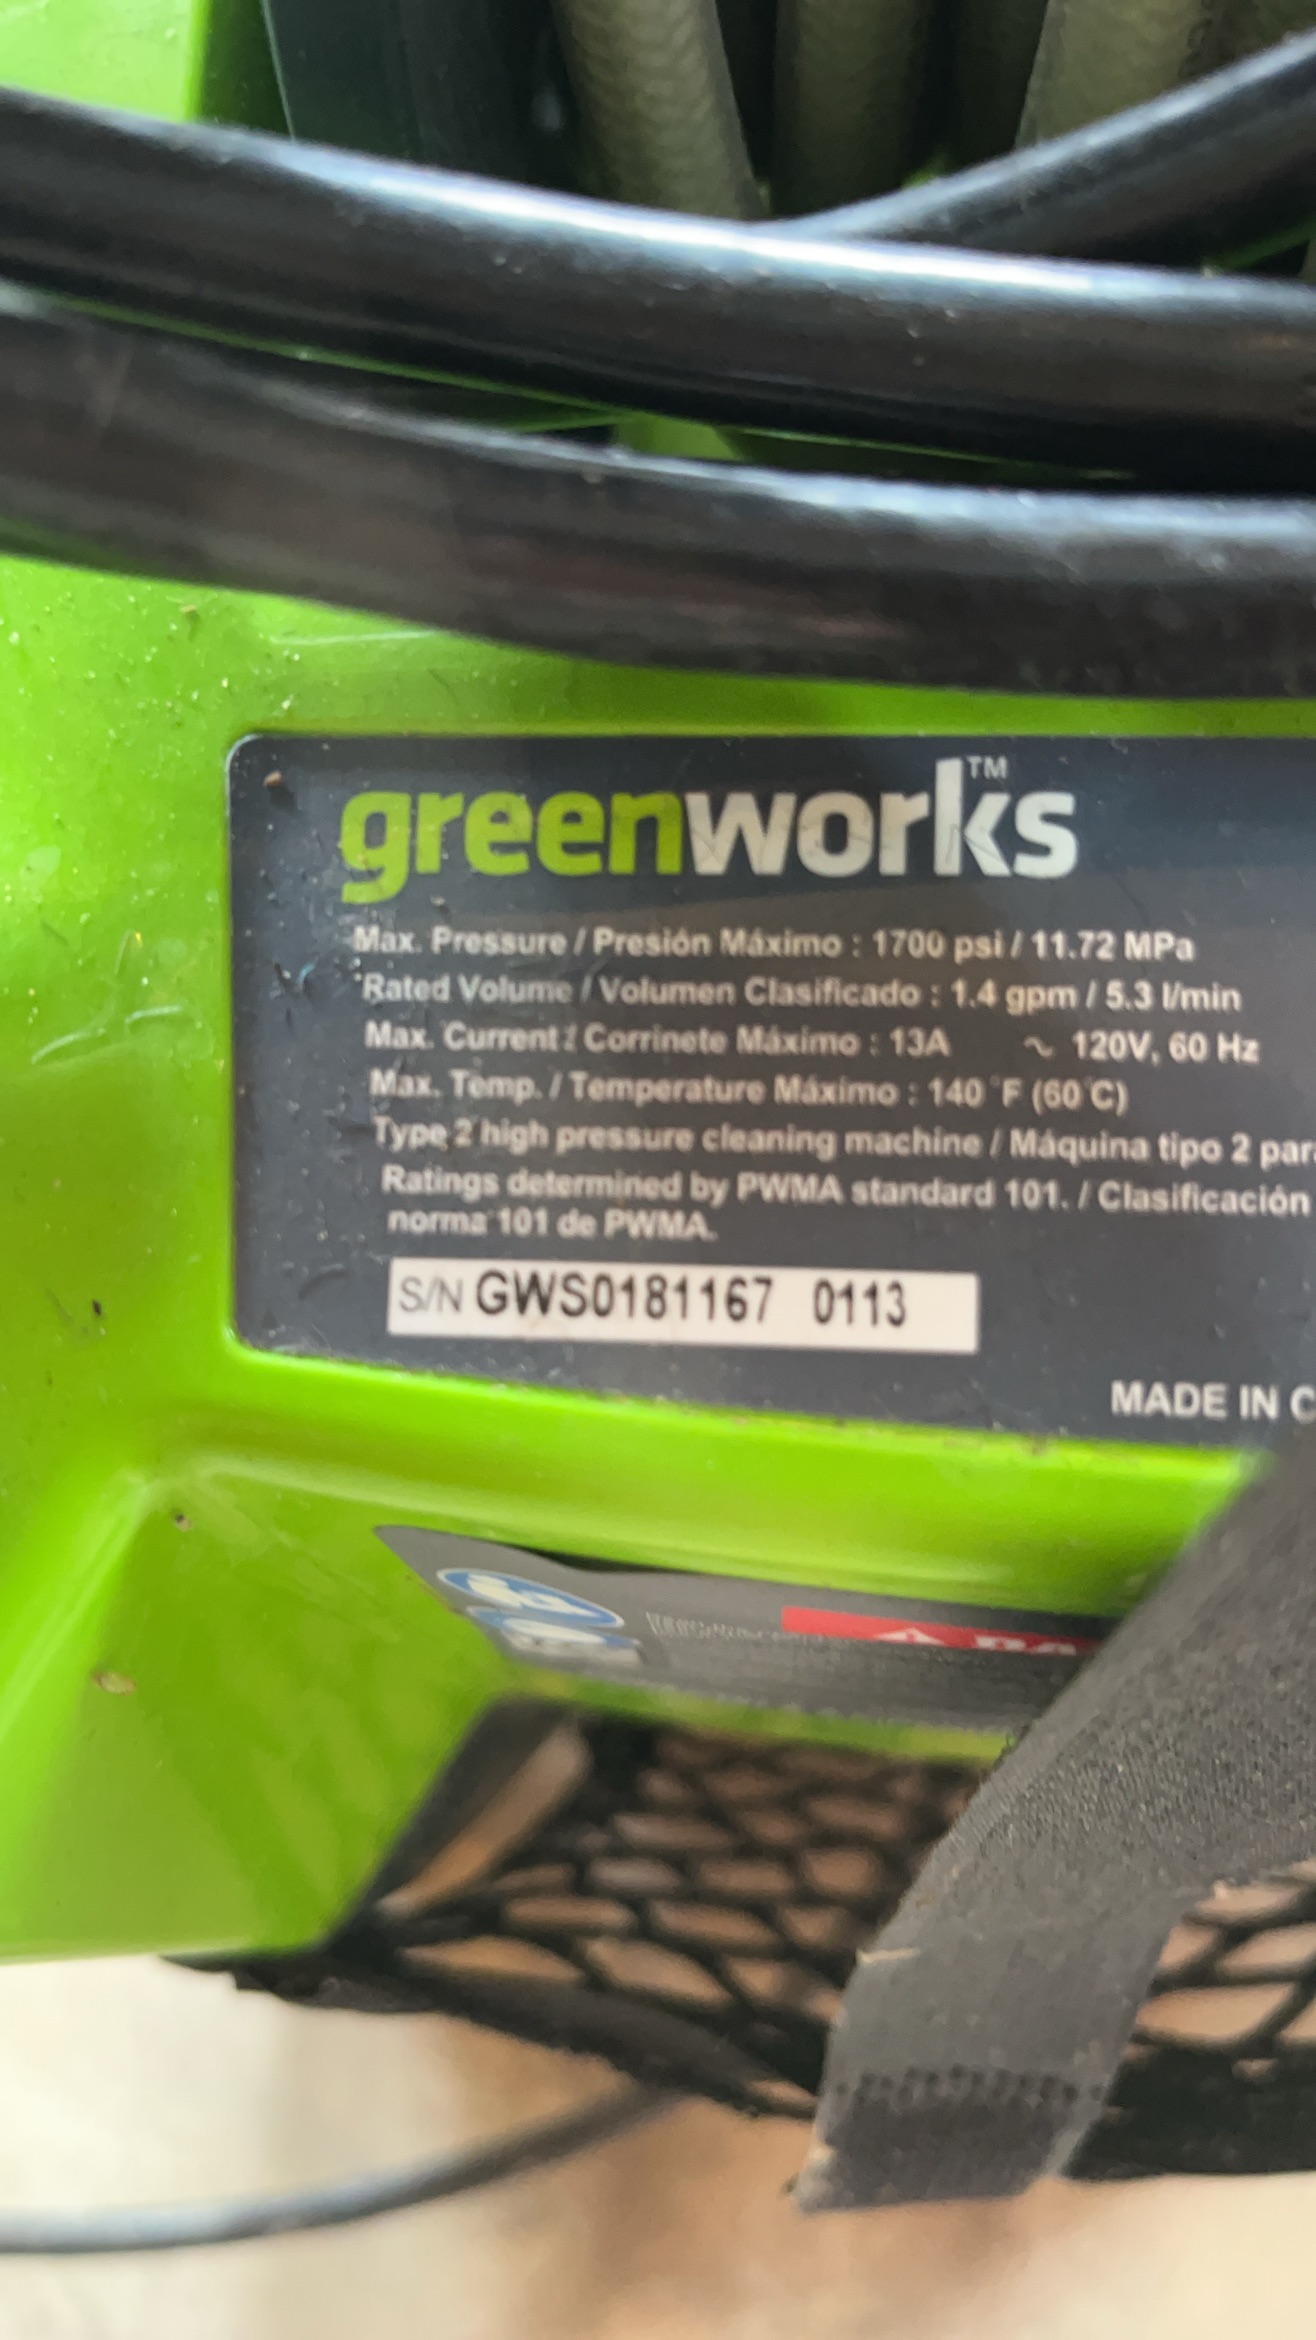 greenworks™
Max. Pressure / Presión Máximo : 1700 psi / 11.72 MPa
Rated Volume / Volumen Clasificado : 1.4 gpm / 5.3 l/min
Max. Current / Corrinete Máximo : 13A ~ 120V, 60 Hz
Max. Temp. / Temperature Máximo : 140 °F (60°C)
Type 2 high pressure cleaning machine / Máquina tipo 2 par
Ratings determined by PWMA standard 101. / Clasificación
norma 101 de PWMA.
S/N GWS0181167 0113
MADE IN C